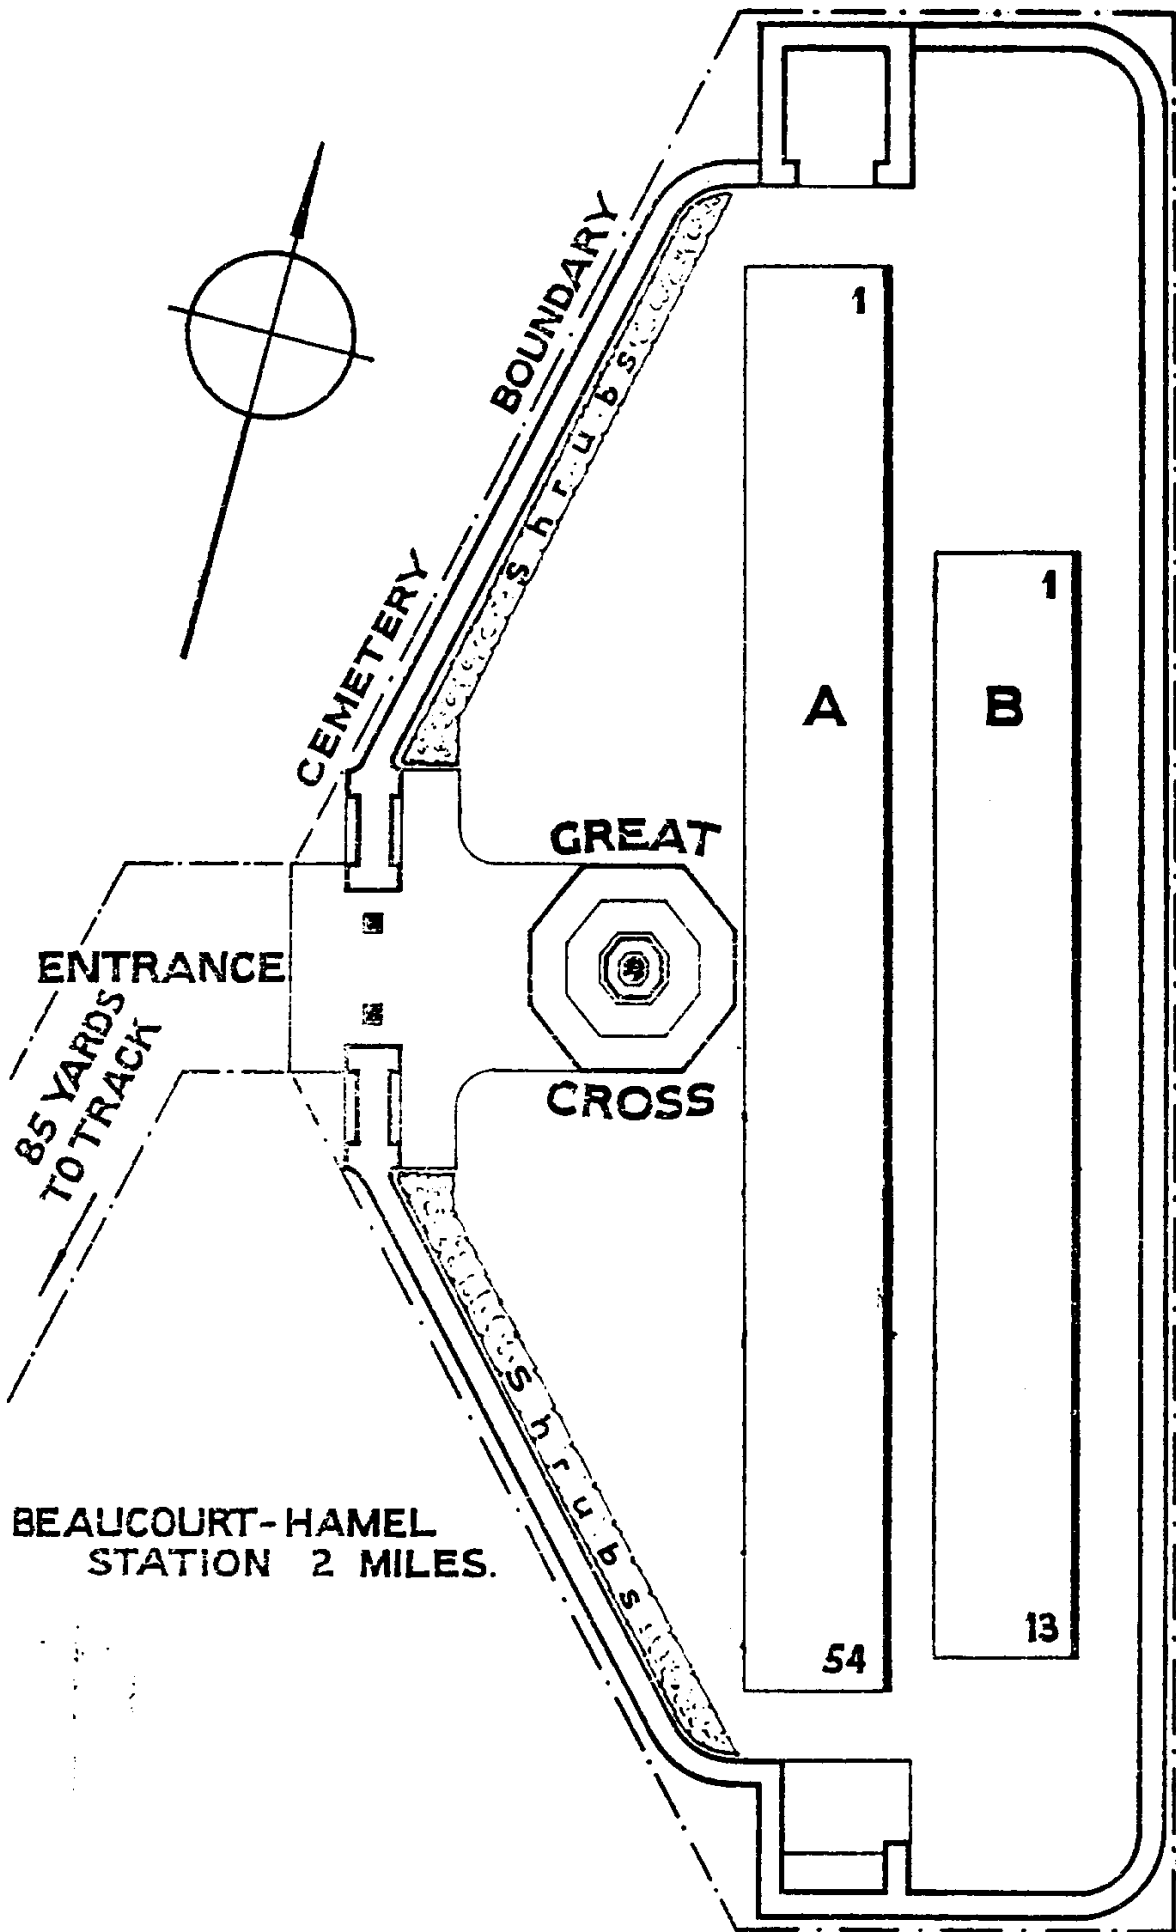 CEMETERY BOUNDARY
Shrubs
1
1
A
B
GREAT
CROSS
ENTRANCE
85 YARDS
TO TRACK
Shrubs
BEAUCOURT-HAMEL
STATION 2 MILES.
13
54